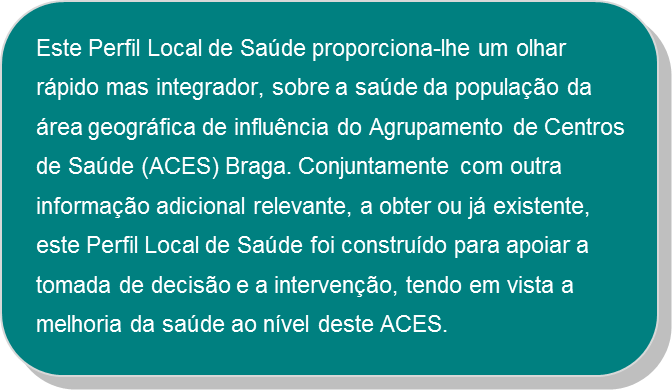 Este Perfil Local de Saúde proporciona-lhe um olhar
rápido mas integrador, sobre a saúde da população da
área geográfica de influência do Agrupamento de Centros
de Saúde (ACES) Braga. Conjuntamente com outra
informação adicional relevante, a obter ou já existente,
este Perfil Local de Saúde foi construído para apoiar a
tomada de decisão e a intervenção, tendo em vista a
melhoria da saúde ao nível deste ACES.